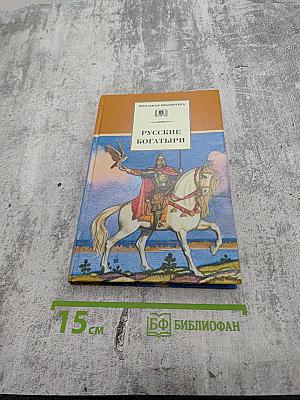 ШКОЛЬНАЯ БИБЛИОТЕКА
РУССКИЕ
БОГАТЫРИ
15 см
БФ БИБЛИОФАН